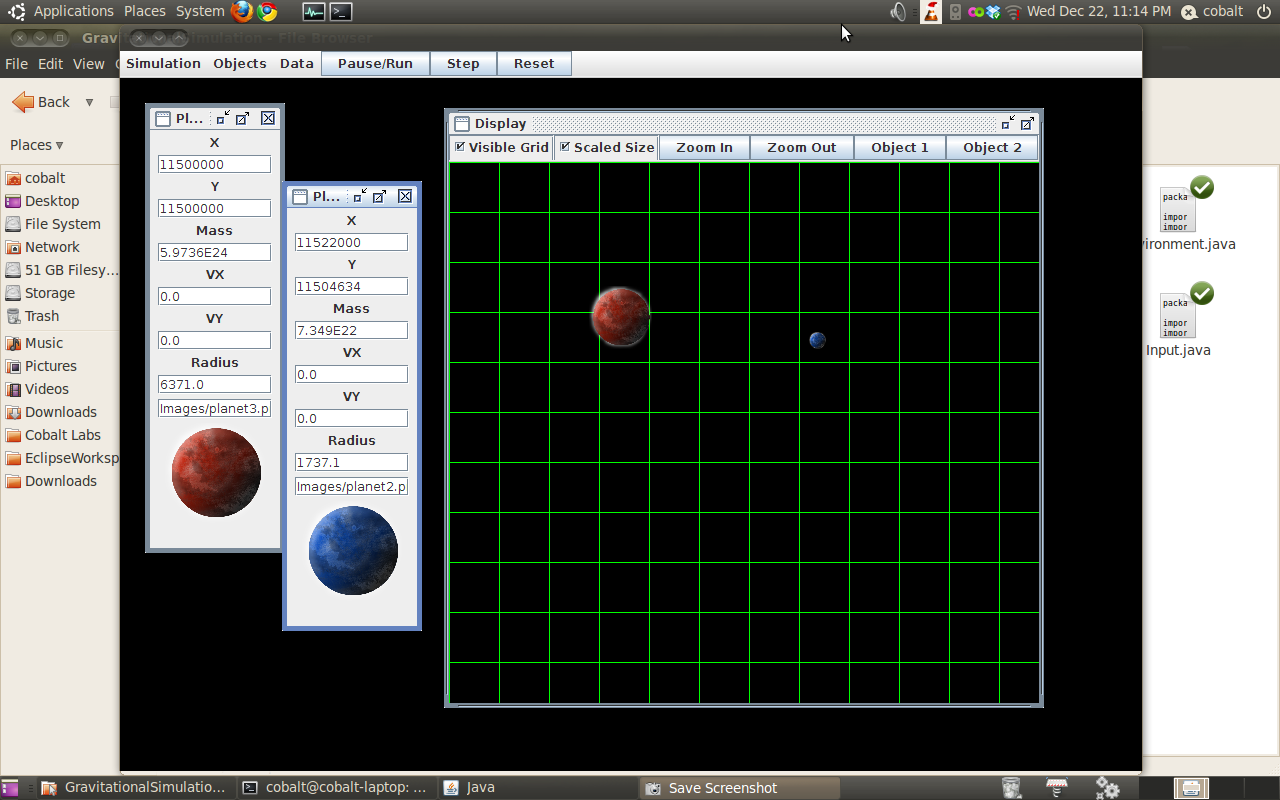 Applications Places System
Wed Dec 22, 11:14 PM cobalt
Grav
Simulation - File Browser
File Edit View
Simulation Objects Data Pause/Run Step Reset
Back
Places
cobalt
Desktop
File System
Network
51 GB Filesy...
Storage
Trash
Music
Pictures
Videos
Downloads
Cobalt Labs
EclipseWorksp
Downloads
Pl...
X
11500000
Y
11500000
Mass
5.9736E24
VX
0.0
VY
0.0
Radius
6371.0
Images/planet3.p
Pl...
X
11522000
Y
11504634
Mass
7.349E22
VX
0.0
VY
0.0
Radius
1737.1
Images/planet2.p
Display
Visible Grid Scaled Size Zoom In Zoom Out Object 1 Object 2
packa
impor
impor
ironment.java
packa
impor
impor
Input.java
GravitationalSimulatio... cobalt@cobalt-laptop: ... Java Save Screenshot